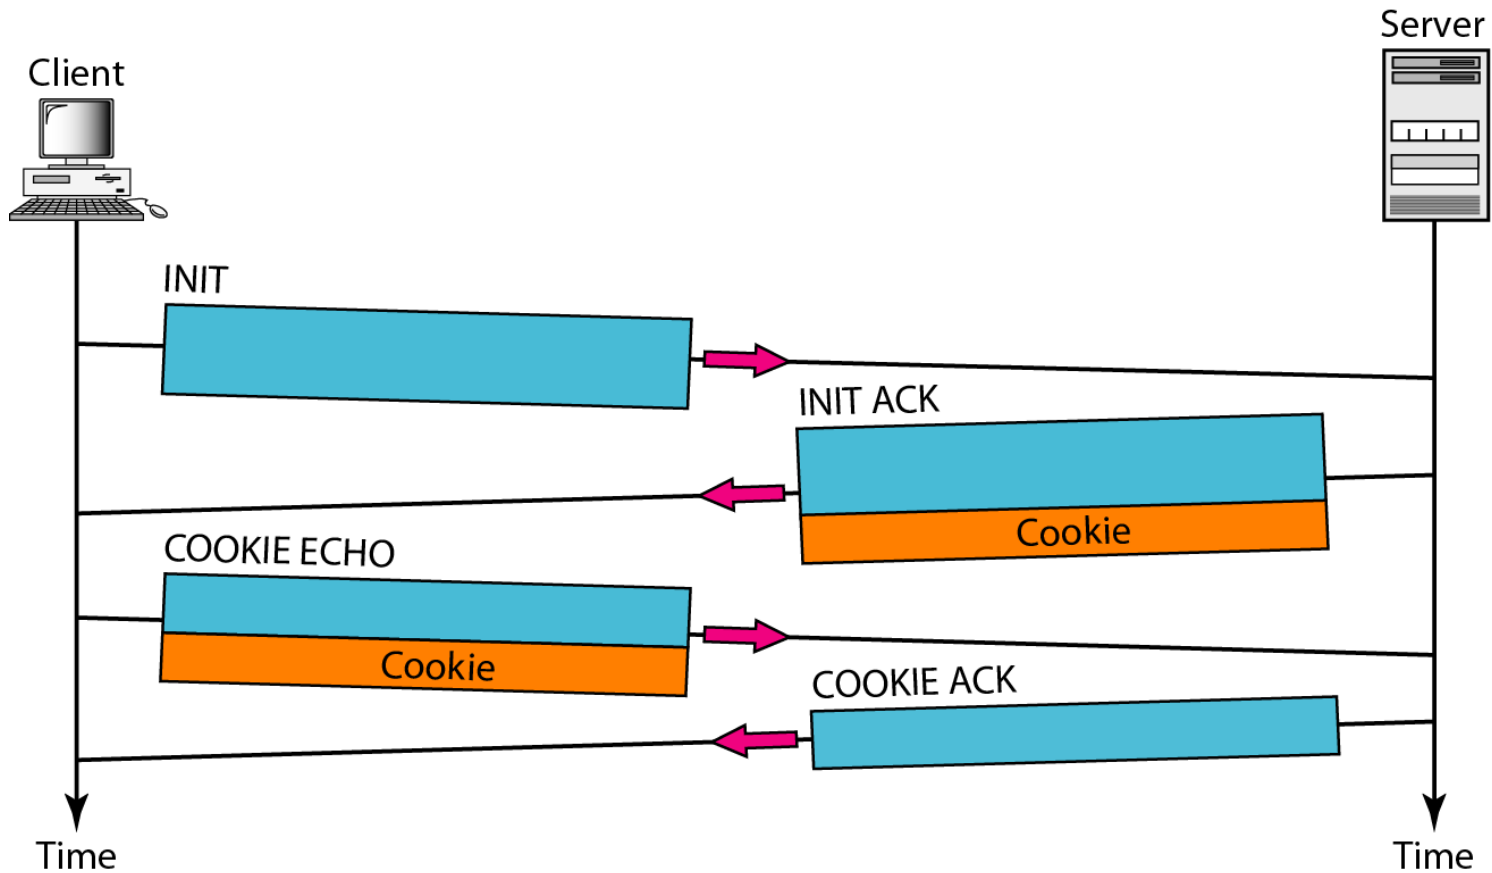 Server
Client
INIT
INIT ACK
Cookie
COOKIE ECHO
Cookie
COOKIE ACK
Time
Time